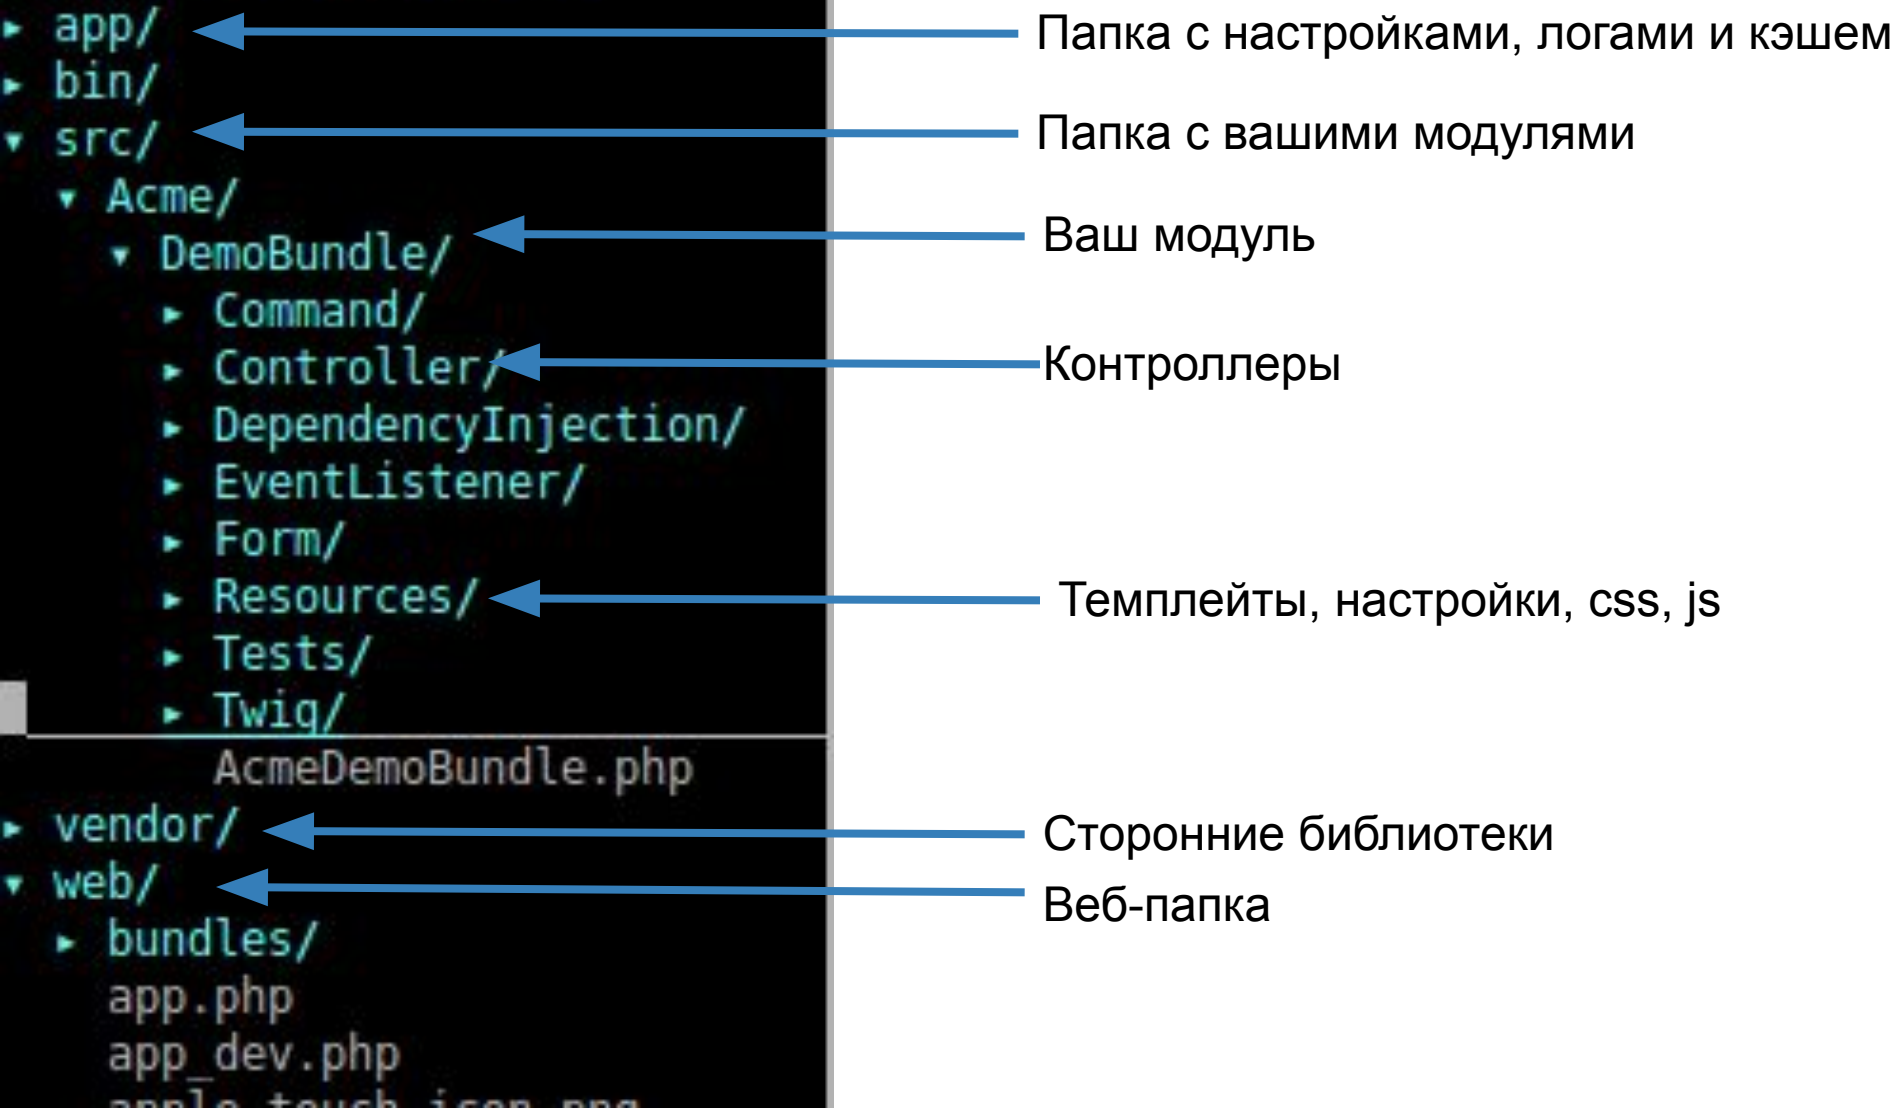 app/ Папка с настройками, логами и кэшем
bin/
src/ Папка с вашими модулями
Acme/
DemoBundle/ Ваш модуль
Command/
Controller/ Контроллеры
DependencyInjection/
EventListener/
Form/
Resources/ Темплейты, настройки, css, js
Tests/
Twig/
AcmeDemoBundle.php
vendor/ Сторонние библиотеки
web/ Веб-папка
bundles/
app.php
app_dev.php